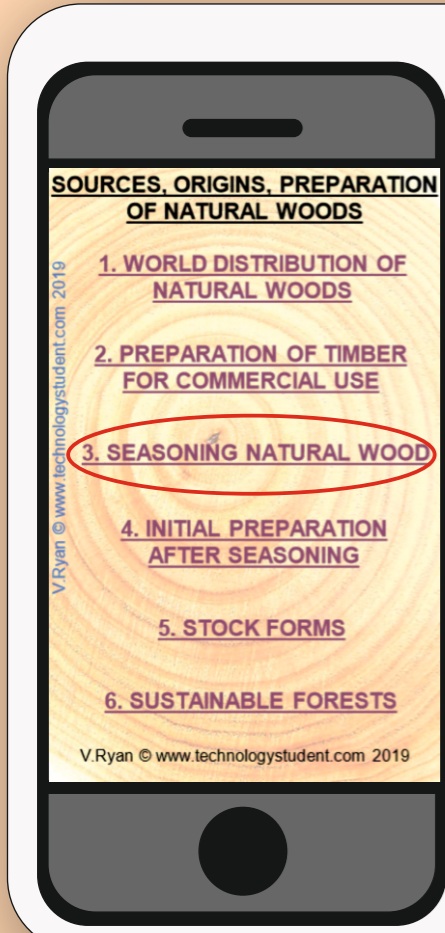 SOURCES, ORIGINS, PREPARATION
OF NATURAL WOODS
1. WORLD DISTRIBUTION OF
NATURAL WOODS
2. PREPARATION OF TIMBER
FOR COMMERCIAL USE
3. SEASONING NATURAL WOOD
4. INITIAL PREPARATION
AFTER SEASONING
5. STOCK FORMS
6. SUSTAINABLE FORESTS
V.Ryan © www.technologystudent.com 2019
V.Ryan © www.technologystudent.com 2019